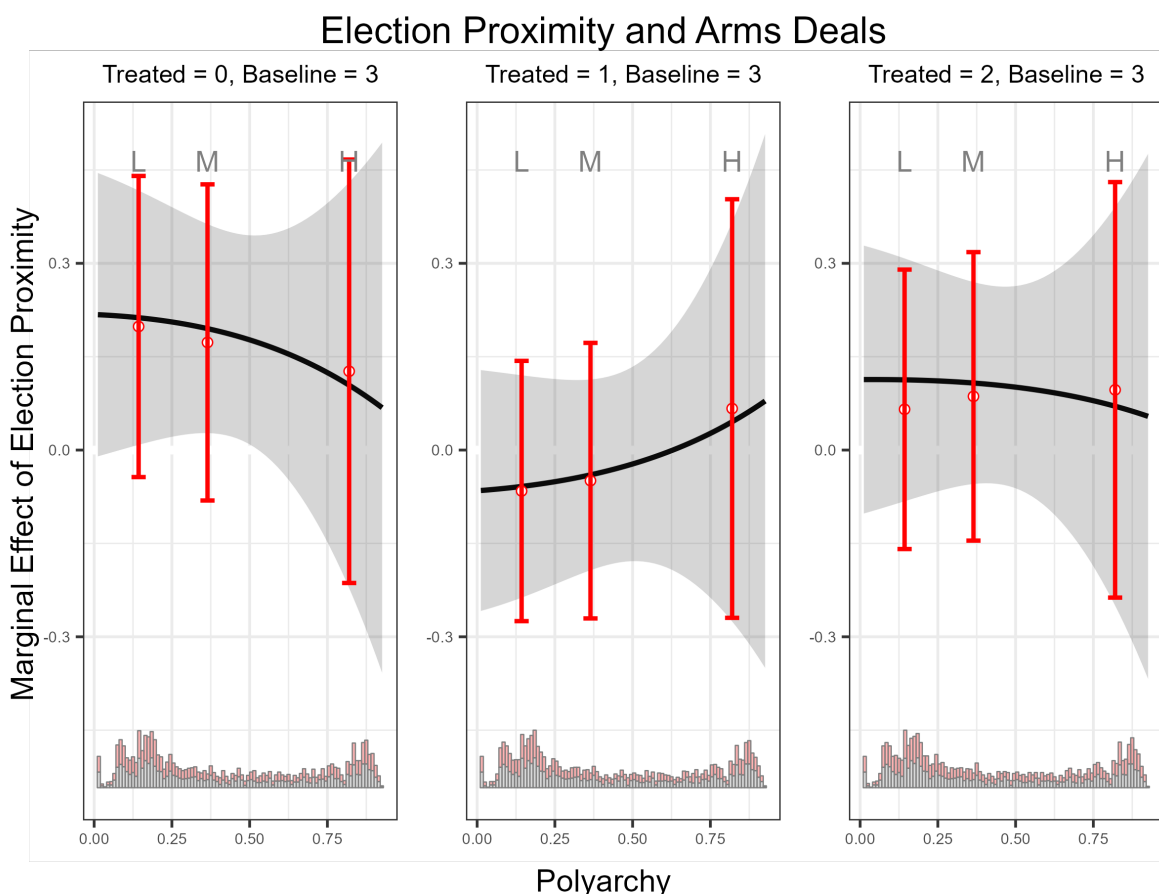 Election Proximity and Arms Deals
Treated = 0, Baseline = 3
Treated = 1, Baseline = 3
Treated = 2, Baseline = 3
Marginal Effect of Election Proximity
L M H
L M H
L M H
0.3
0.0
-0.3
0.3
0.0
-0.3
0.3
0.0
-0.3
0.00 0.25 0.50 0.75
0.00 0.25 0.50 0.75
0.00 0.25 0.50 0.75
Polyarchy